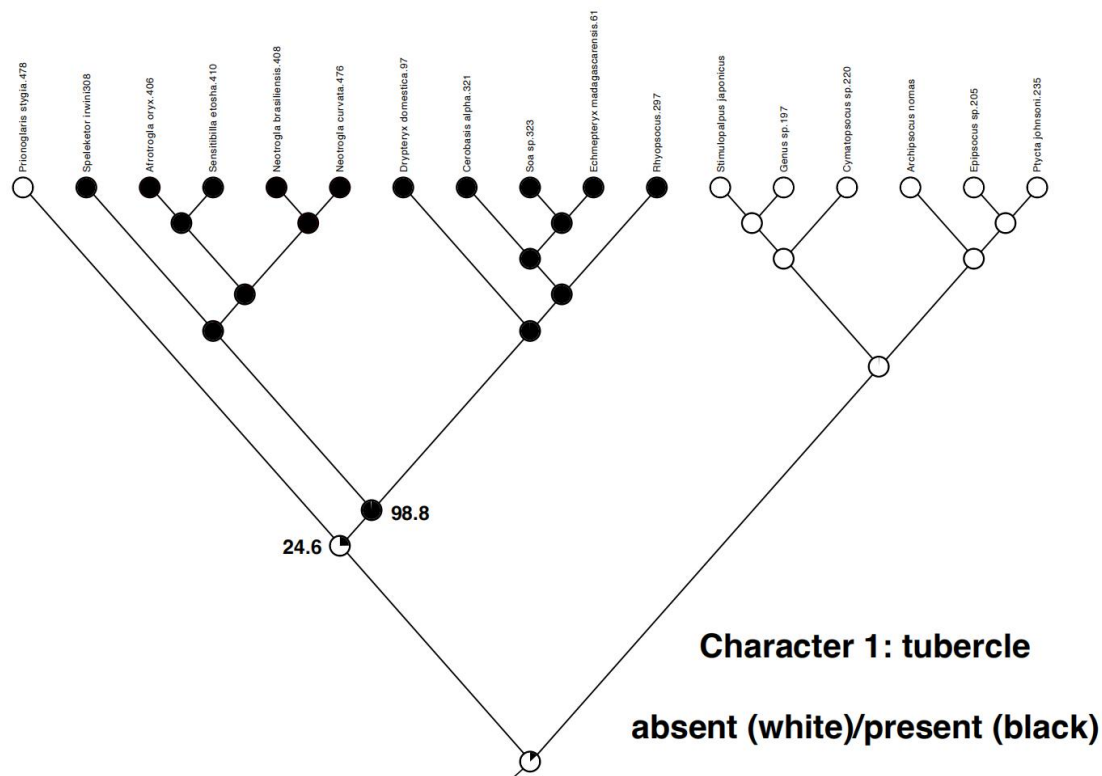 Prionoglaris stygia.478
Speleketor irwini308
Afrotrogla oryx.406
Sensitibilla etosha.410
Neotrogla brasiliensis.408
Neotrogla curvata.476
Drypteryx domestica.97
Cerobasis alpha.321
Soa sp.323
Echmepteryx madagascarensis.61
Rhyopsocus.297
Stimulopalpus japonicus
Genus sp.197
Cymatopsocus sp.220
Archipsocus nomas
Epipsocus sp.205
Ptycta johnsoni.235
98.8
24.6
Character 1: tubercle
absent (white)/present (black)